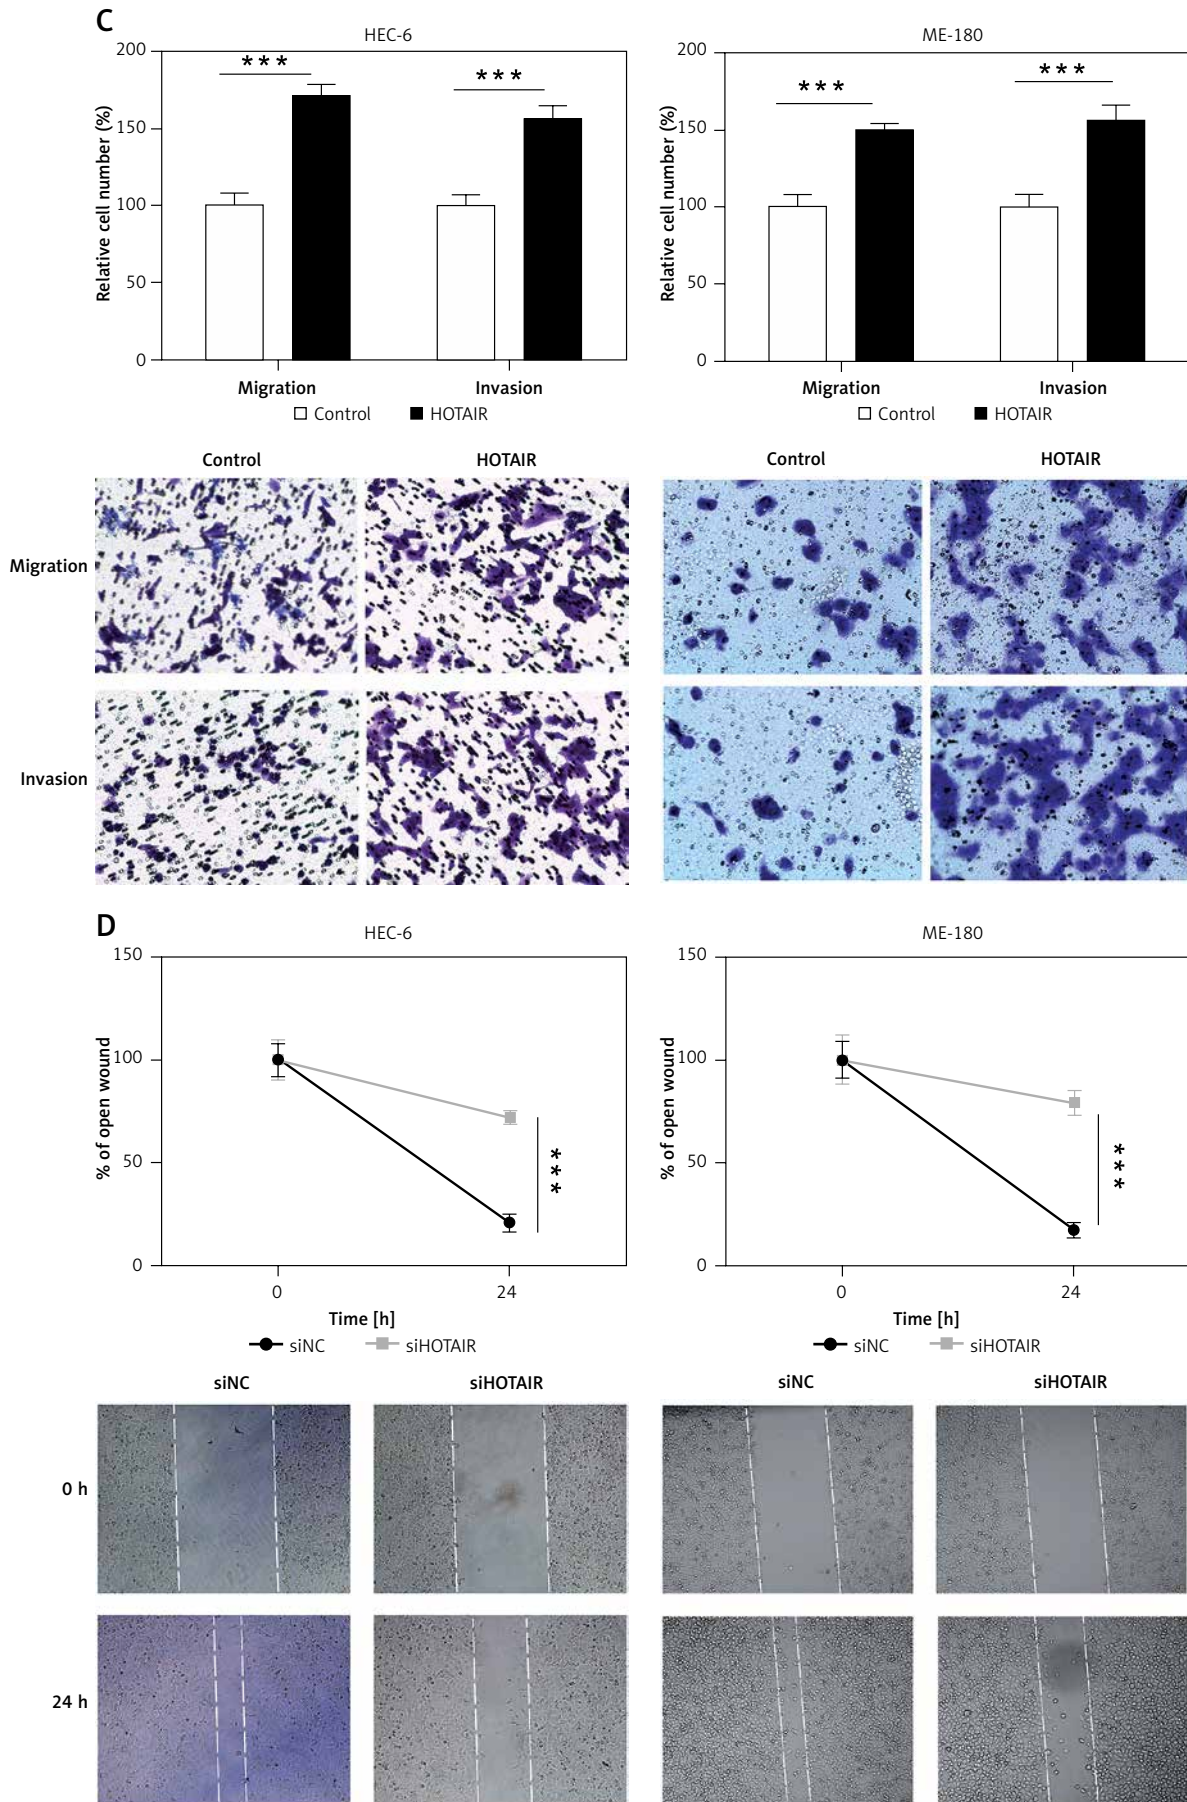 C
HEC-6
ME-180
Relative cell number (%)
200
150
100
50
0
***
***
Migration
Invasion
Control
HOTAIR
Relative cell number (%)
200
150
100
50
0
***
***
Migration
Invasion
Control
HOTAIR
Control
HOTAIR
Control
HOTAIR
Migration
Invasion
D
HEC-6
ME-180
% of open wound
150
100
50
0
***
0
24
Time [h]
siNC
siHOTAIR
% of open wound
150
100
50
0
***
0
24
Time [h]
siNC
siHOTAIR
siNC
siHOTAIR
siNC
siHOTAIR
0 h
24 h